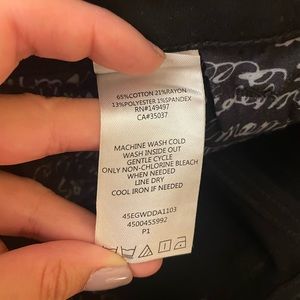 65%COTTON 21%RAYON
13%POLYESTER 1%SPANDEX
RN#149497
CA#35037
MACHINE WASH COLD
WASH INSIDE OUT
GENTLE CYCLE
ONLY NON-CHLORINE BLEACH
WHEN NEEDED
LINE DRY
COOL IRON IF NEEDED
45EGWDDA1103
4500455992
P1